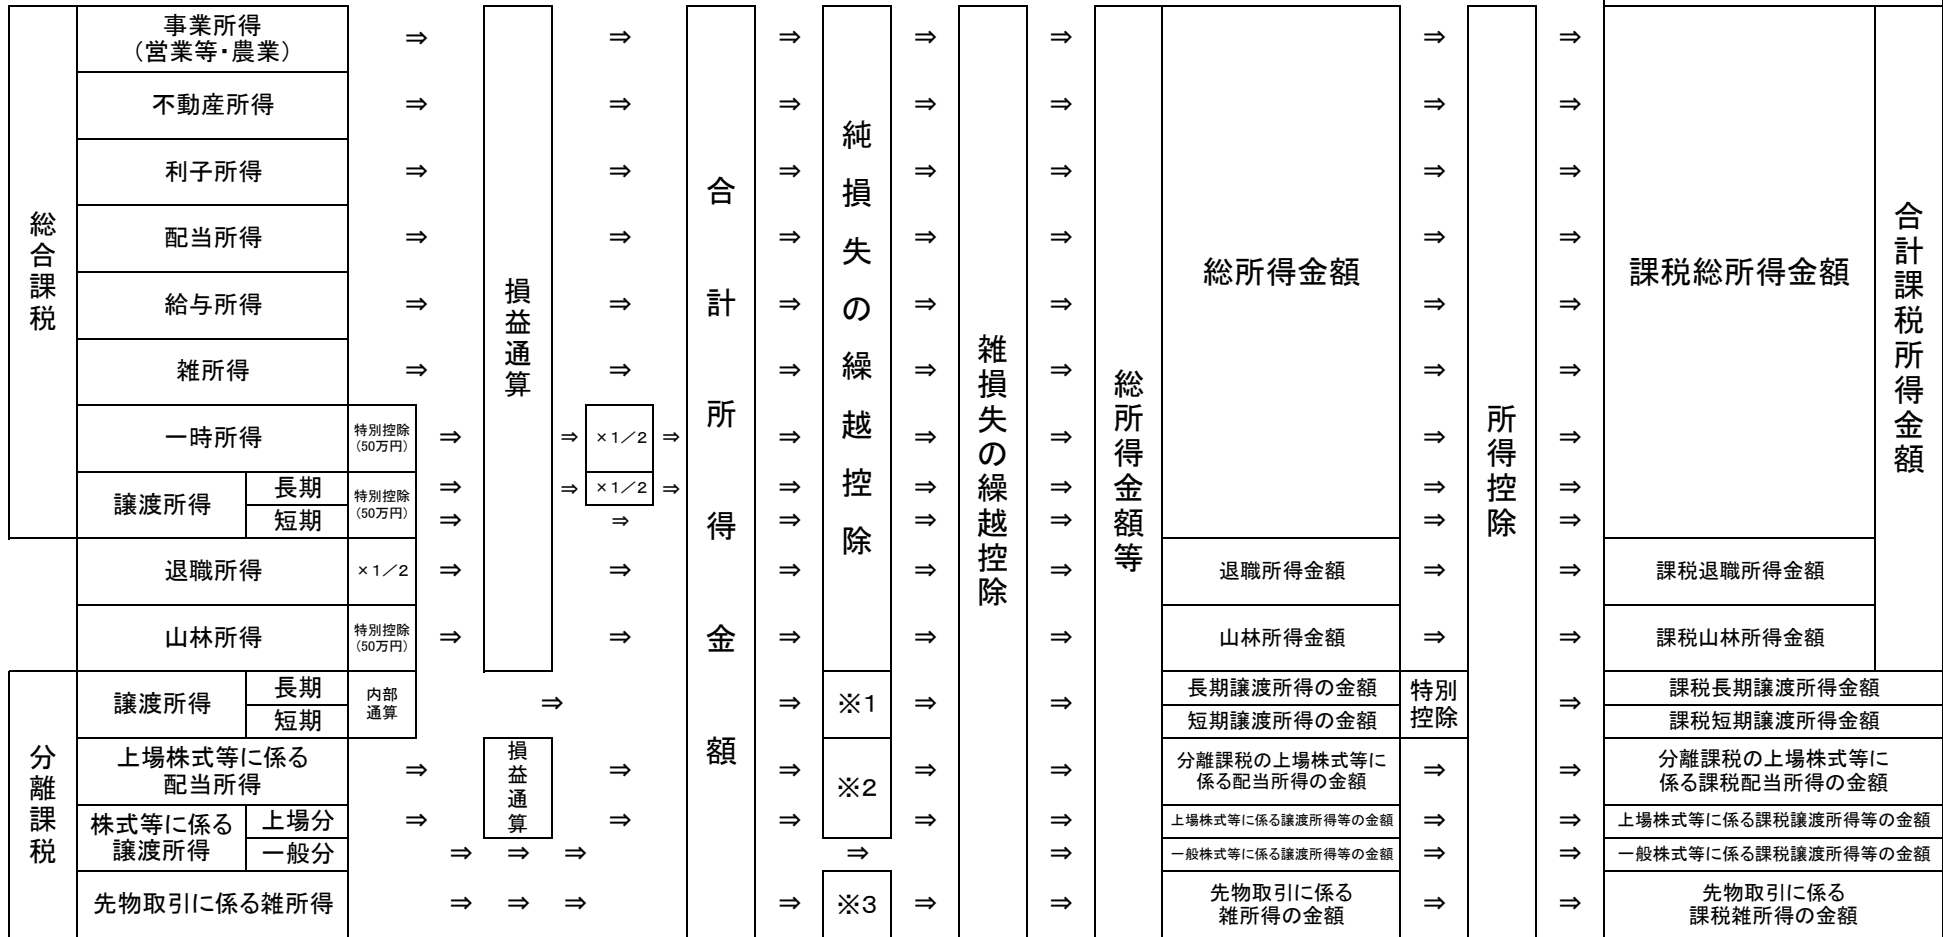 総合課税
事業所得
（営業等・農業）
⇒ ⇒ ⇒ ⇒ ⇒ ⇒ ⇒
不動産所得
⇒ ⇒ ⇒ ⇒ ⇒ ⇒ ⇒
利子所得
⇒ ⇒ ⇒ ⇒ ⇒ ⇒ ⇒
配当所得
⇒ ⇒ ⇒ ⇒ ⇒ ⇒ ⇒
給与所得
⇒ ⇒ ⇒ ⇒ ⇒ ⇒ ⇒
雑所得
⇒ ⇒ ⇒ ⇒ ⇒ ⇒ ⇒
一時所得
特別控除
（50万円）
⇒ ⇒ ×１／２ ⇒ ⇒ ⇒ ⇒ ⇒ ⇒
譲渡所得
長期
短期
特別控除
（50万円）
⇒ ⇒ ×１／２ ⇒ ⇒ ⇒ ⇒ ⇒ ⇒
⇒ ⇒ ⇒ ⇒ ⇒ ⇒ ⇒
退職所得
×１／２
⇒ ⇒ ⇒ ⇒ ⇒ ⇒ ⇒
山林所得
特別控除
（50万円）
⇒ ⇒ ⇒ ⇒ ⇒ ⇒ ⇒
分離課税
譲渡所得
長期
短期
内部
通算
⇒ ⇒ ⇒ ⇒ ⇒
上場株式等に係る
配当所得
⇒ ⇒ ⇒ ⇒ ⇒ ⇒ ⇒
株式等に係る
譲渡所得
上場分
一般分
⇒ ⇒ ⇒ ⇒ ⇒ ⇒ ⇒
⇒ ⇒ ⇒ ⇒ ⇒ ⇒ ⇒
先物取引に係る雑所得
⇒ ⇒ ⇒ ⇒ ⇒ ⇒ ⇒ ⇒
損益通算
損益通算
合計所得金額
純損失の繰越控除
※１
※２
※３
雑損失の繰越控除
総所得金額等
総所得金額
退職所得金額
山林所得金額
長期譲渡所得の金額
短期譲渡所得の金額
分離課税の上場株式等に
係る配当所得の金額
上場株式等に係る譲渡所得等の金額
一般株式等に係る譲渡所得等の金額
先物取引に係る
雑所得の金額
特別
控除
所得控除
課税総所得金額
課税退職所得金額
課税山林所得金額
合計課税所得金額
課税長期譲渡所得金額
課税短期譲渡所得金額
分離課税の上場株式等に
係る課税配当所得の金額
上場株式等に係る課税譲渡所得等の金額
一般株式等に係る課税譲渡所得等の金額
先物取引に係る
課税雑所得の金額